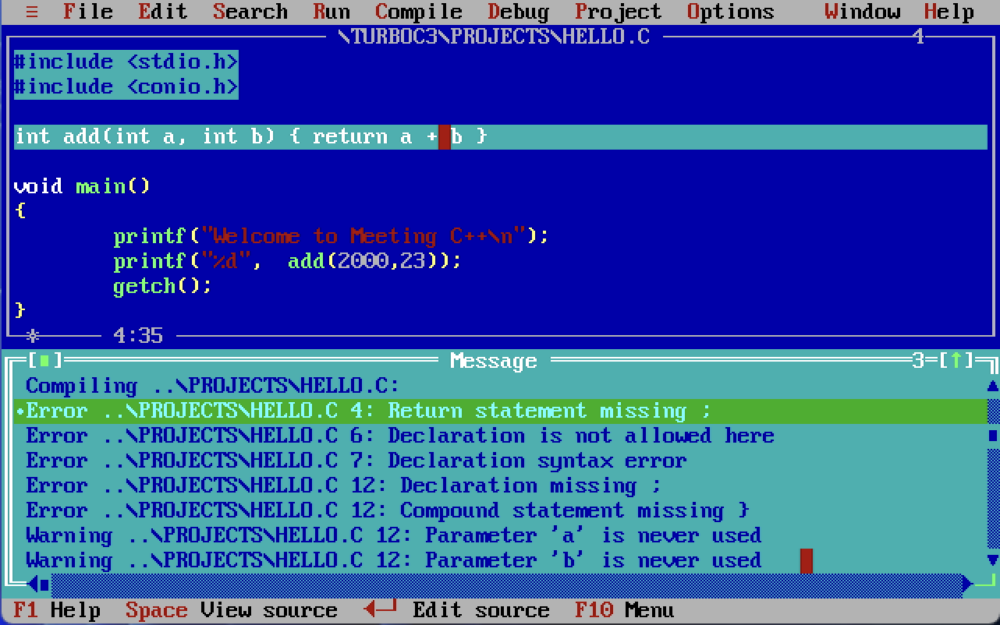 ≡ File Edit Search Run Compile Debug Project Options Window Help
\TURBOC3\PROJECTS\HELLO.C 4
#include <stdio.h>
#include <conio.h>
int add(int a, int b) { return a + b }
void main()
{
printf("Welcome to Meeting C++\n");
printf("%d", add(2000,23));
getch();
}
* 4:35
[■] Message 3=[↑]
Compiling ..\PROJECTS\HELLO.C:
•Error ..\PROJECTS\HELLO.C 4: Return statement missing ;
Error ..\PROJECTS\HELLO.C 6: Declaration is not allowed here
Error ..\PROJECTS\HELLO.C 7: Declaration syntax error
Error ..\PROJECTS\HELLO.C 12: Declaration missing ;
Error ..\PROJECTS\HELLO.C 12: Compound statement missing }
Warning ..\PROJECTS\HELLO.C 12: Parameter 'a' is never used
Warning ..\PROJECTS\HELLO.C 12: Parameter 'b' is never used
F1 Help Space View source ◄─┘ Edit source F10 Menu